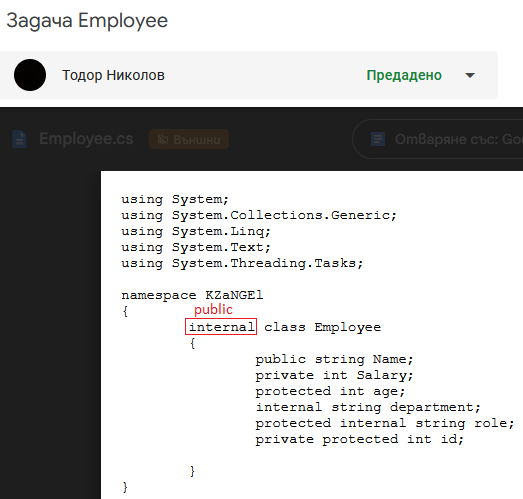 Задача Employee
Тодор Николов
Предадено
Employee.cs
Външни
Отваряне със: Goo
using System;
using System.Collections.Generic;
using System.Linq;
using System.Text;
using System.Threading.Tasks;
namespace KZaNGEl
{
public
internal class Employee
{
public string Name;
private int Salary;
protected int age;
internal string department;
protected internal string role;
private protected int id;
}
}